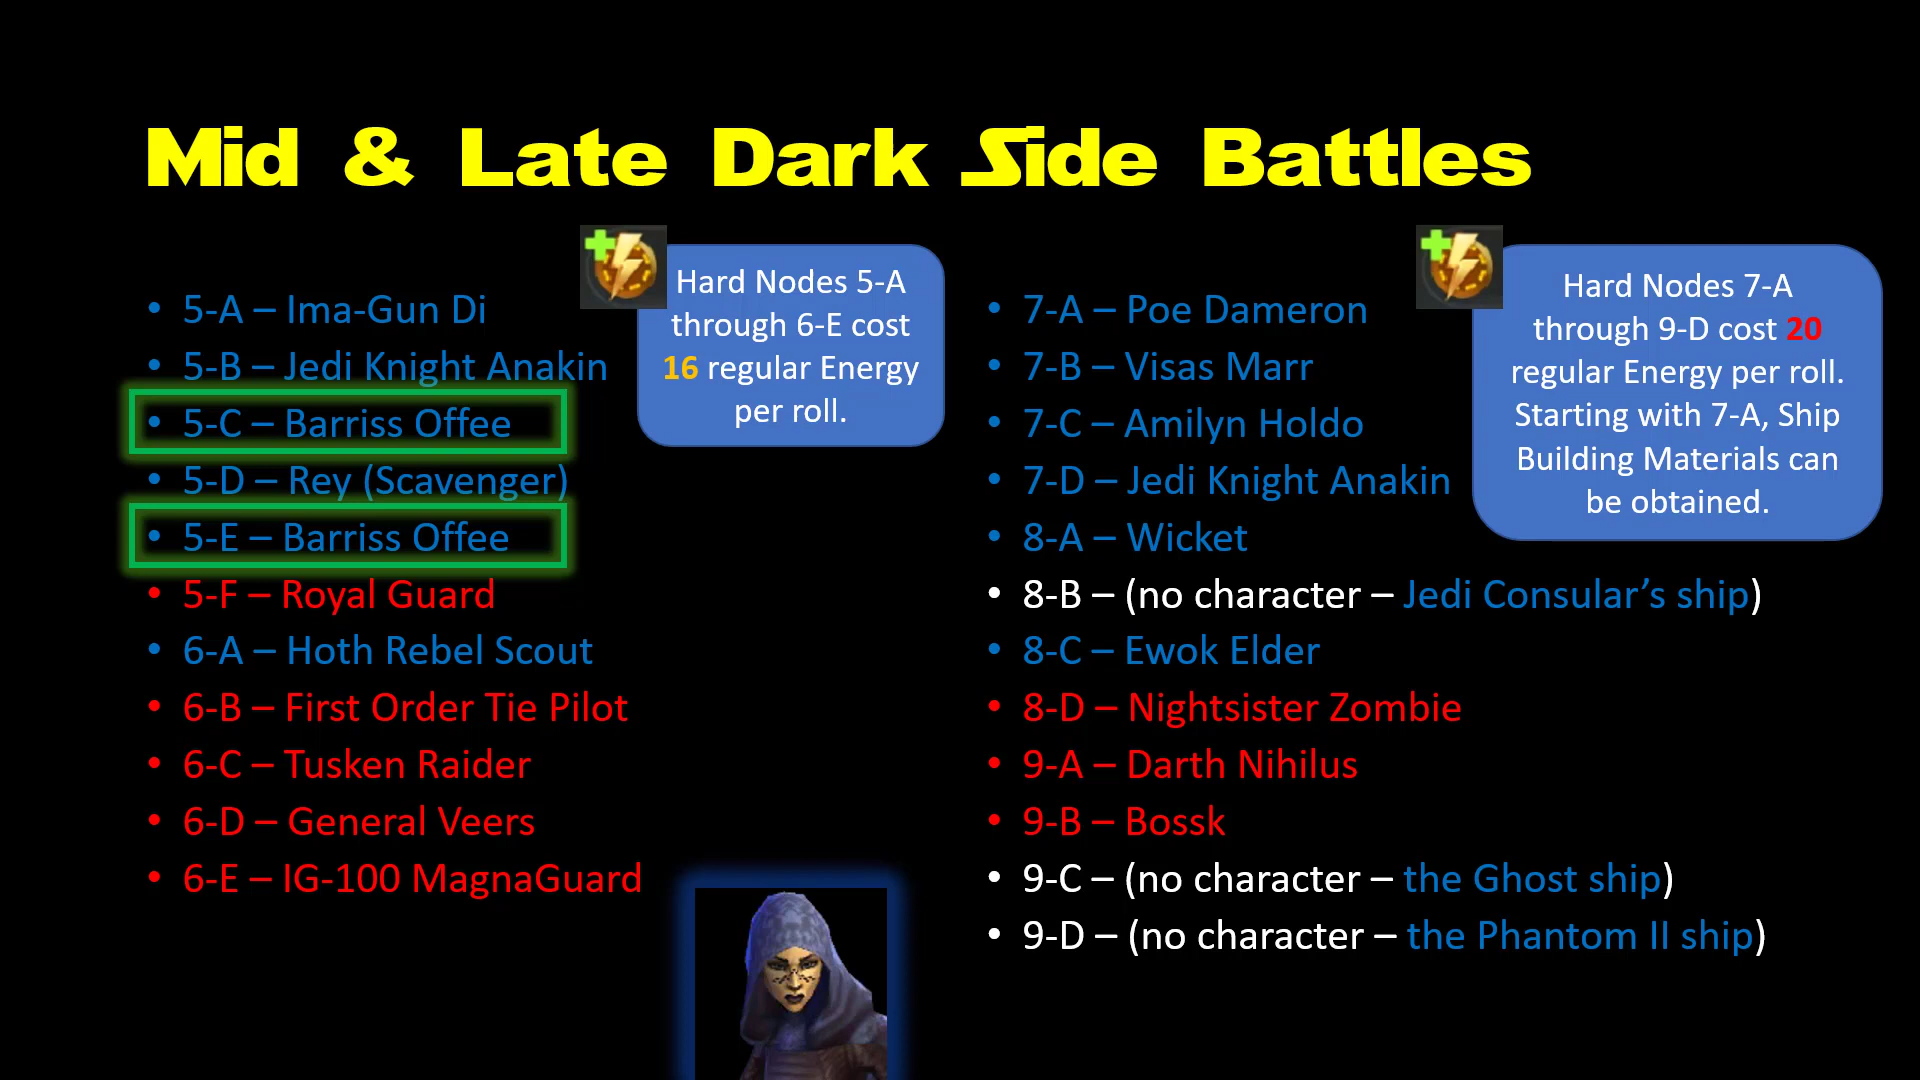 Mid & Late Dark Side Battles
• 5-A – Ima-Gun Di
• 5-B – Jedi Knight Anakin
• 5-C – Barriss Offee
• 5-D – Rey (Scavenger)
• 5-E – Barriss Offee
• 5-F – Royal Guard
• 6-A – Hoth Rebel Scout
• 6-B – First Order Tie Pilot
• 6-C – Tusken Raider
• 6-D – General Veers
• 6-E – IG-100 MagnaGuard
Hard Nodes 5-A
through 6-E cost
16 regular Energy
per roll.
• 7-A – Poe Dameron
• 7-B – Visas Marr
• 7-C – Amilyn Holdo
• 7-D – Jedi Knight Anakin
• 8-A – Wicket
• 8-B – (no character – Jedi Consular’s ship)
• 8-C – Ewok Elder
• 8-D – Nightsister Zombie
• 9-A – Darth Nihilus
• 9-B – Bossk
• 9-C – (no character – the Ghost ship)
• 9-D – (no character – the Phantom II ship)
Hard Nodes 7-A
through 9-D cost 20
regular Energy per roll.
Starting with 7-A, Ship
Building Materials can
be obtained.